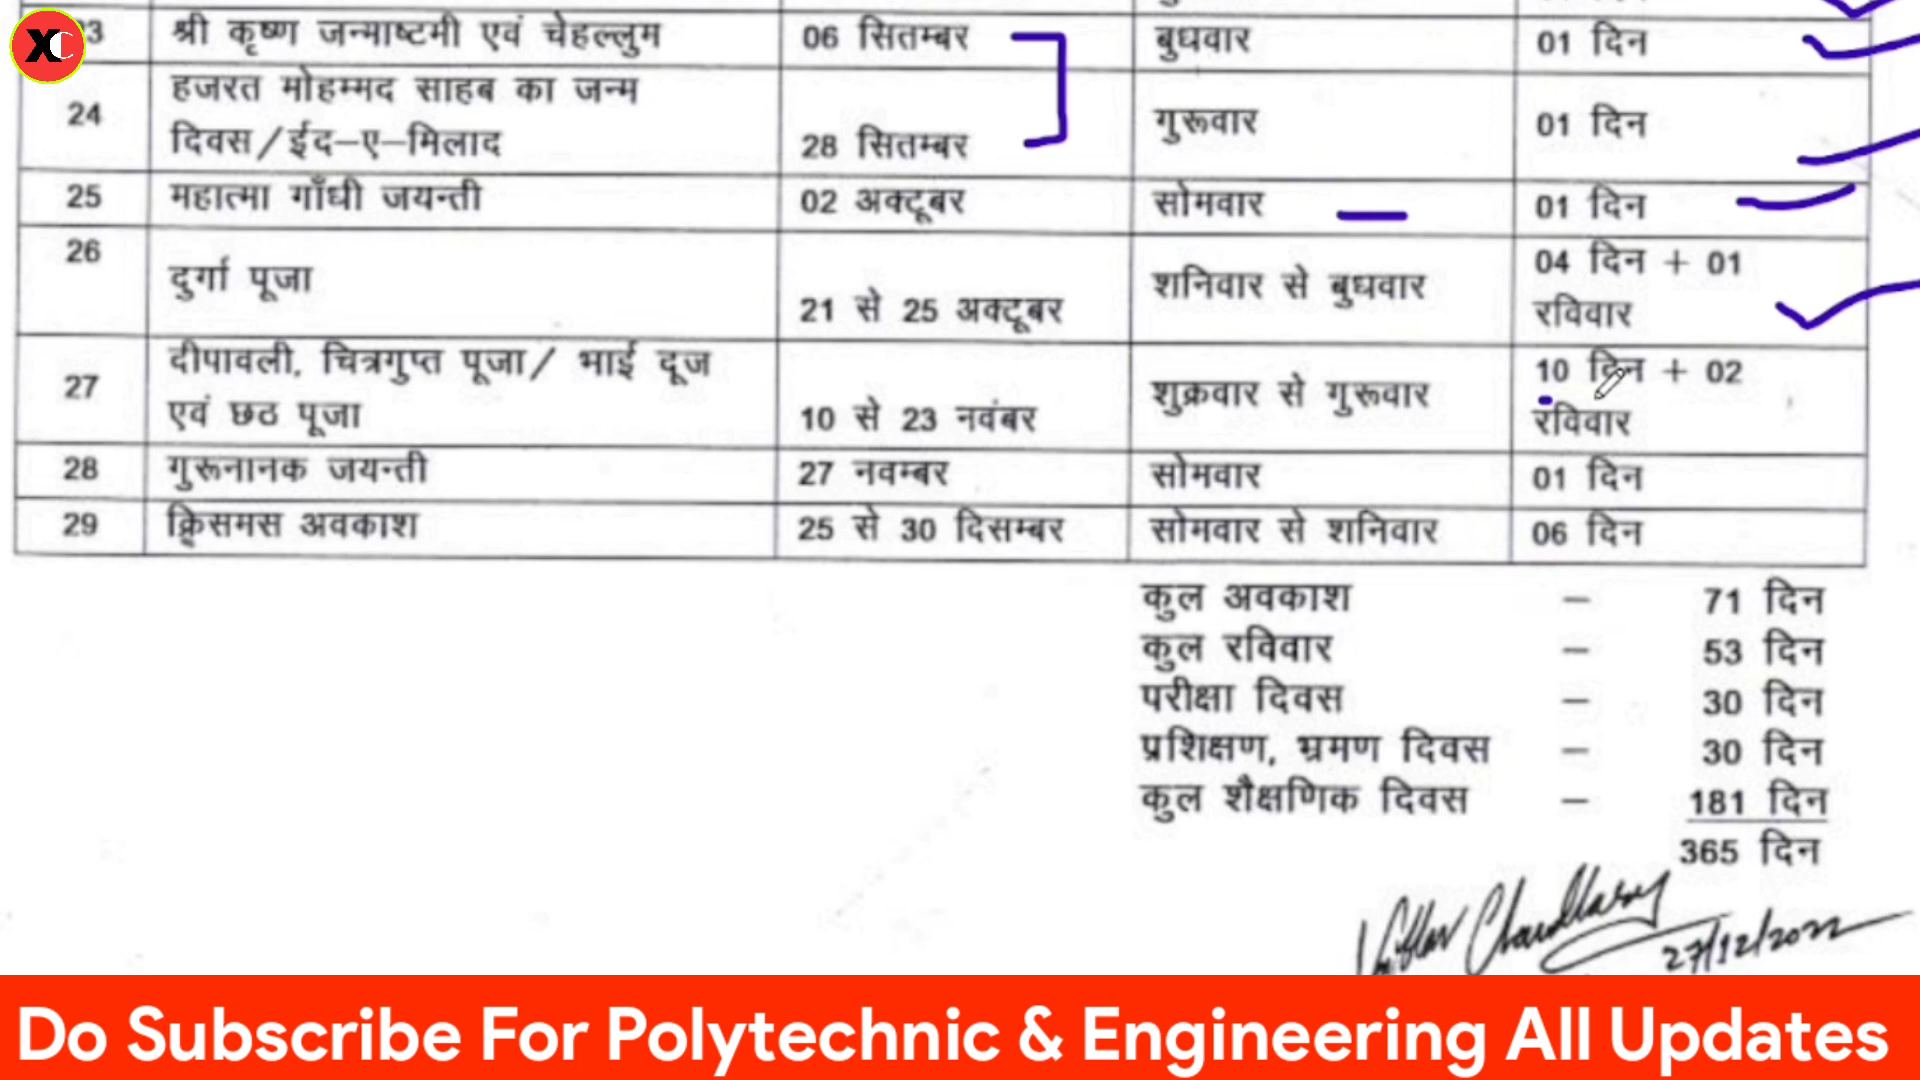 XC
3 श्री कृष्ण जन्माष्टमी एवं चेहल्लुम 06 सितम्बर बुधवार 01 दिन
24 हजरत मोहम्मद साहब का जन्म
दिवस/ईद–ए–मिलाद 28 सितम्बर गुरूवार 01 दिन
25 महात्मा गाँधी जयन्ती 02 अक्टूबर सोमवार 01 दिन
26 दुर्गा पूजा 21 से 25 अक्टूबर शनिवार से बुधवार 04 दिन + 01
रविवार
27 दीपावली, चित्रगुप्त पूजा/ भाई दूज
एवं छठ पूजा 10 से 23 नवंबर शुक्रवार से गुरूवार 10 दिन + 02
रविवार
28 गुरूनानक जयन्ती 27 नवम्बर सोमवार 01 दिन
29 क्रिसमस अवकाश 25 से 30 दिसम्बर सोमवार से शनिवार 06 दिन
कुल अवकाश – 71 दिन
कुल रविवार – 53 दिन
परीक्षा दिवस – 30 दिन
प्रशिक्षण, भ्रमण दिवस – 30 दिन
कुल शैक्षणिक दिवस – 181 दिन
365 दिन
Chaudhary
27/12/2022
Do Subscribe For Polytechnic & Engineering All Updates